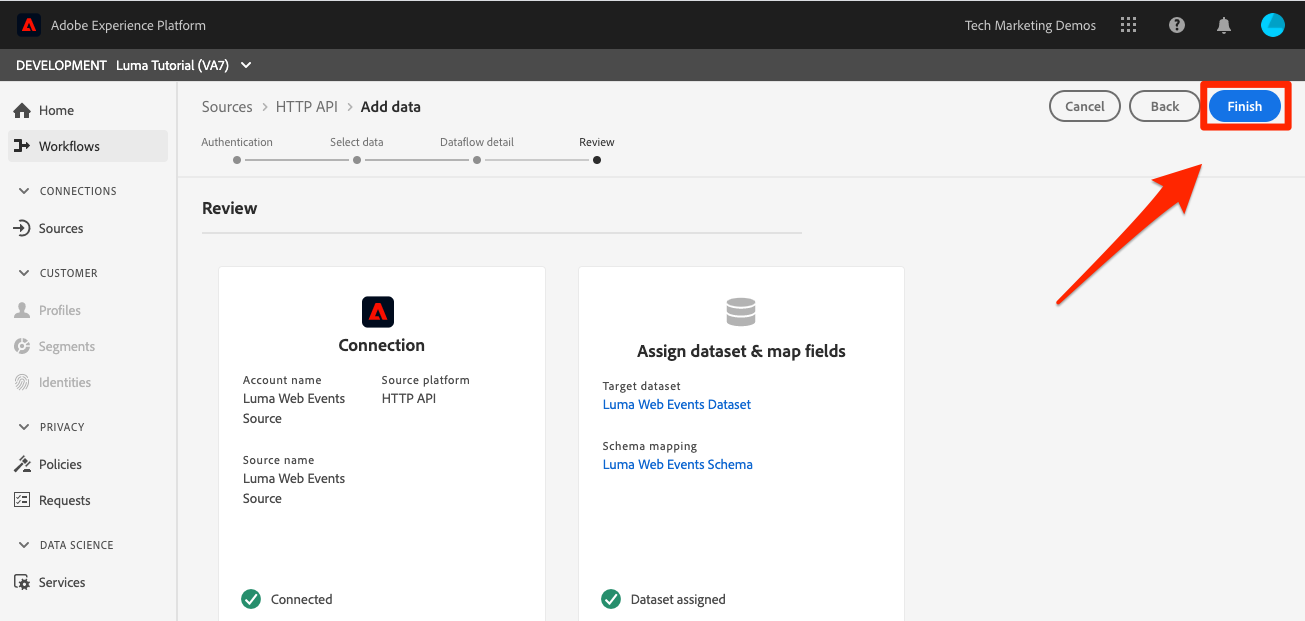 Adobe Experience Platform
Tech Marketing Demos
DEVELOPMENT Luma Tutorial (VA7)
Home
Workflows
CONNECTIONS
Sources
CUSTOMER
Profiles
Segments
Identities
PRIVACY
Policies
Requests
DATA SCIENCE
Services
Sources > HTTP API > Add data
Cancel
Back
Finish
Authentication
Select data
Dataflow detail
Review
Review
Connection
Account name
Luma Web Events
Source
Source platform
HTTP API
Source name
Luma Web Events
Source
Connected
Assign dataset & map fields
Target dataset
Luma Web Events Dataset
Schema mapping
Luma Web Events Schema
Dataset assigned